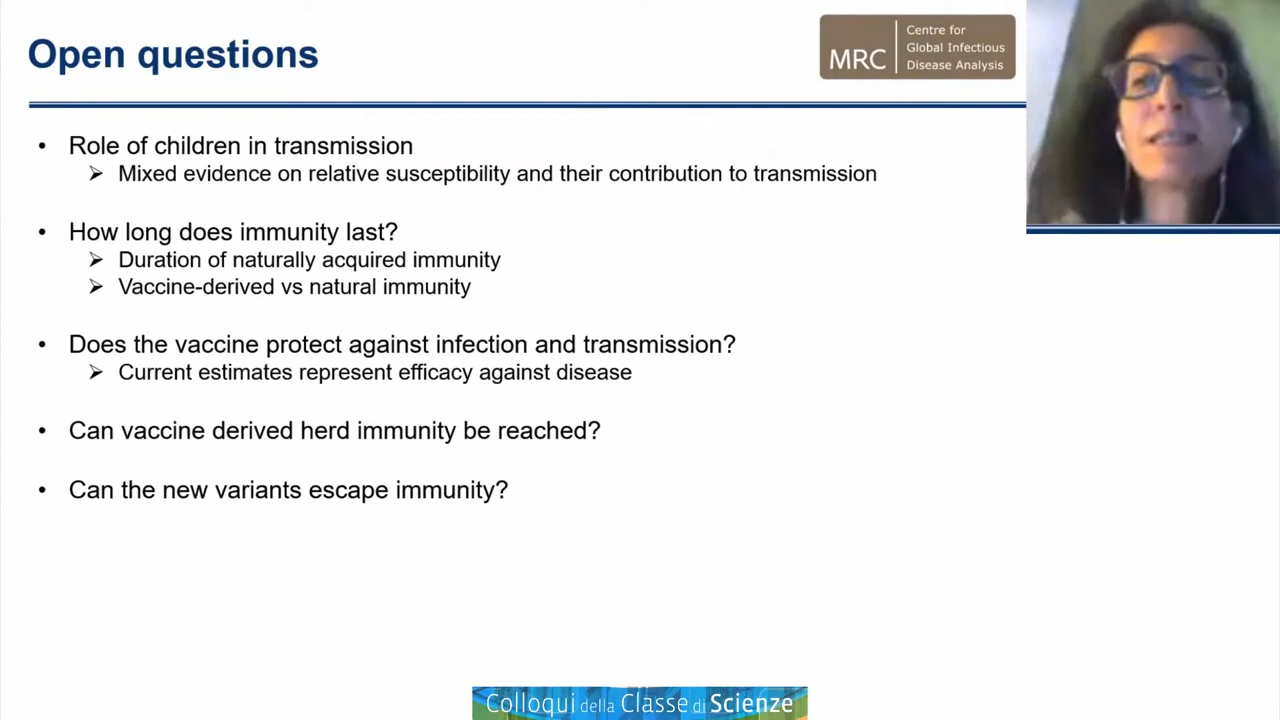 Open questions
MRC
Centre for
Global Infectious
Disease Analysis
• Role of children in transmission
➢ Mixed evidence on relative susceptibility and their contribution to transmission
• How long does immunity last?
➢ Duration of naturally acquired immunity
➢ Vaccine-derived vs natural immunity
• Does the vaccine protect against infection and transmission?
➢ Current estimates represent efficacy against disease
• Can vaccine derived herd immunity be reached?
• Can the new variants escape immunity?
Colloqui della Classe di Scienze